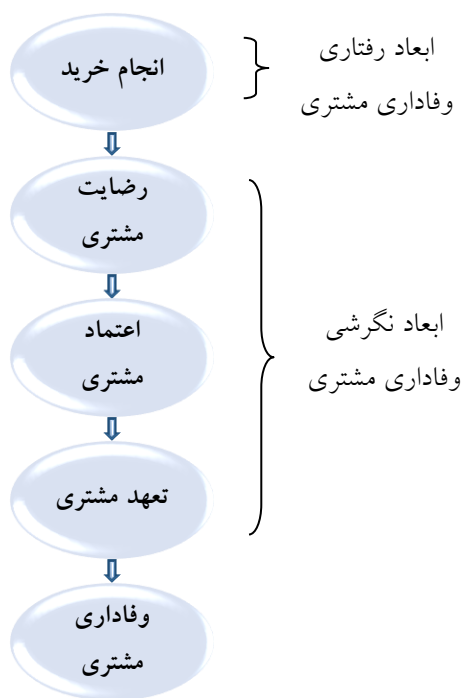 انجام خرید
ابعاد رفتاری
وفاداری مشتری
رضایت
مشتری
اعتماد
مشتری
تعهد مشتری
ابعاد نگرشی
وفاداری مشتری
وفاداری
مشتری